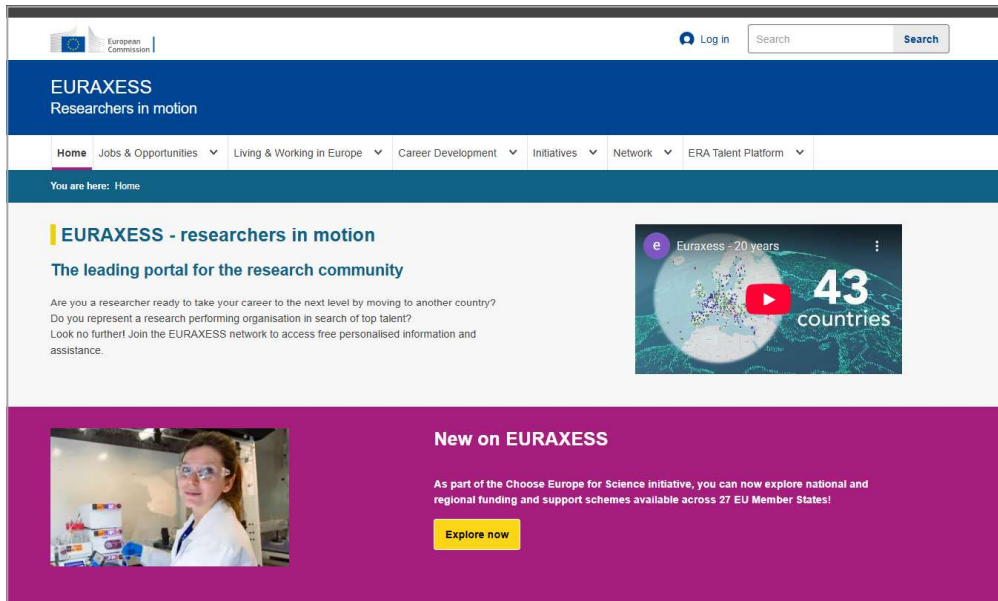 European
Commission
Log in
Search
Search
EURAXESS
Researchers in motion
Home
Jobs & Opportunities
Living & Working in Europe
Career Development
Initiatives
Network
ERA Talent Platform
You are here: Home
EURAXESS - researchers in motion
The leading portal for the research community
Are you a researcher ready to take your career to the next level by moving to another country?
Do you represent a research performing organisation in search of top talent?
Look no further! Join the EURAXESS network to access free personalised information and
assistance.
e
Euraxess - 20 years
43
countries
New on EURAXESS
As part of the Choose Europe for Science initiative, you can now explore national and
regional funding and support schemes available across 27 EU Member States!
Explore now